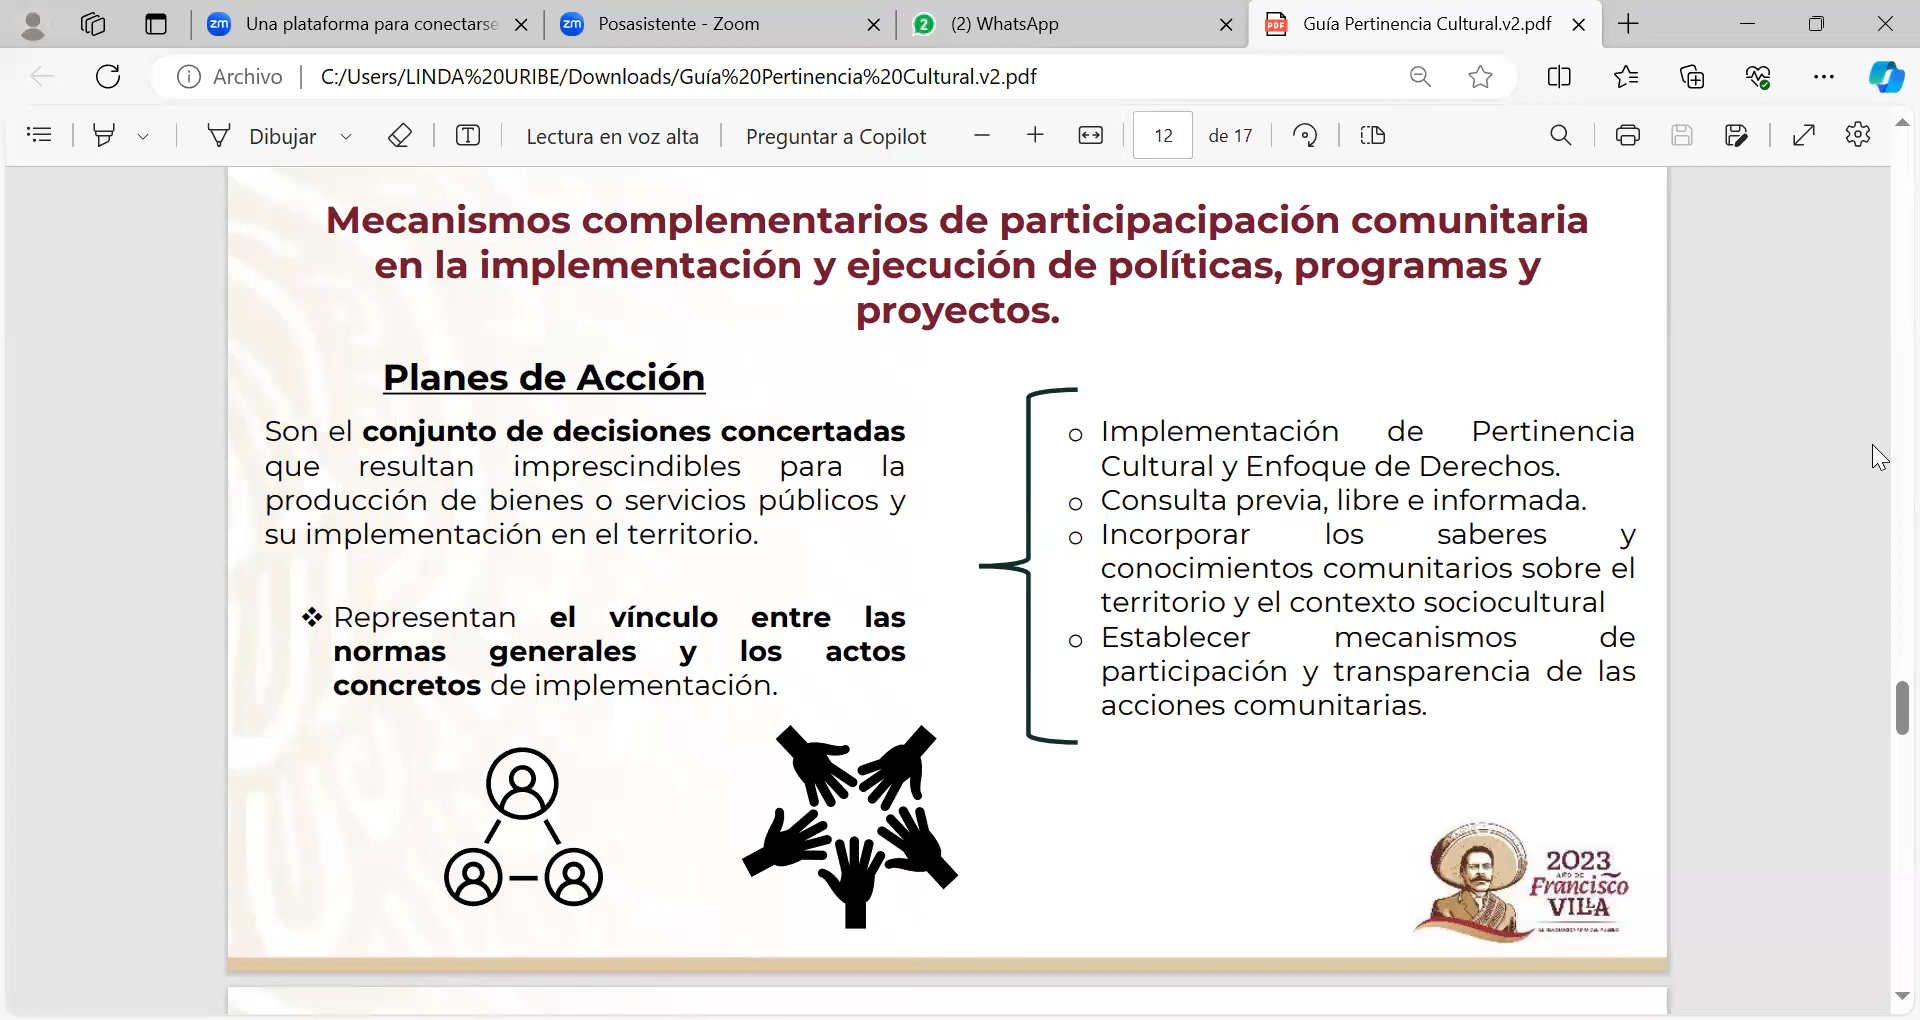 Una plataforma para conectarse
Posasistente - Zoom
(2) WhatsApp
Guía Pertinencia Cultural.v2.pdf
Archivo
C:/Users/LINDA%20URIBE/Downloads/Guía%20Pertinencia%20Cultural.v2.pdf
Dibujar
Lectura en voz alta
Preguntar a Copilot
12
de 17
Mecanismos complementarios de participacipación comunitaria
en la implementación y ejecución de políticas, programas y
proyectos.
Planes de Acción
Son el conjunto de decisiones concertadas
que resultan imprescindibles para la
producción de bienes o servicios públicos y
su implementación en el territorio.
❖ Representan el vínculo entre las
normas generales y los actos
concretos de implementación.
o Implementación de Pertinencia
Cultural y Enfoque de Derechos.
o Consulta previa, libre e informada.
o Incorporar los saberes y
conocimientos comunitarios sobre el
territorio y el contexto sociocultural
o Establecer mecanismos de
participación y transparencia de las
acciones comunitarias.
2023
AÑO DE
Francisco
VILLA